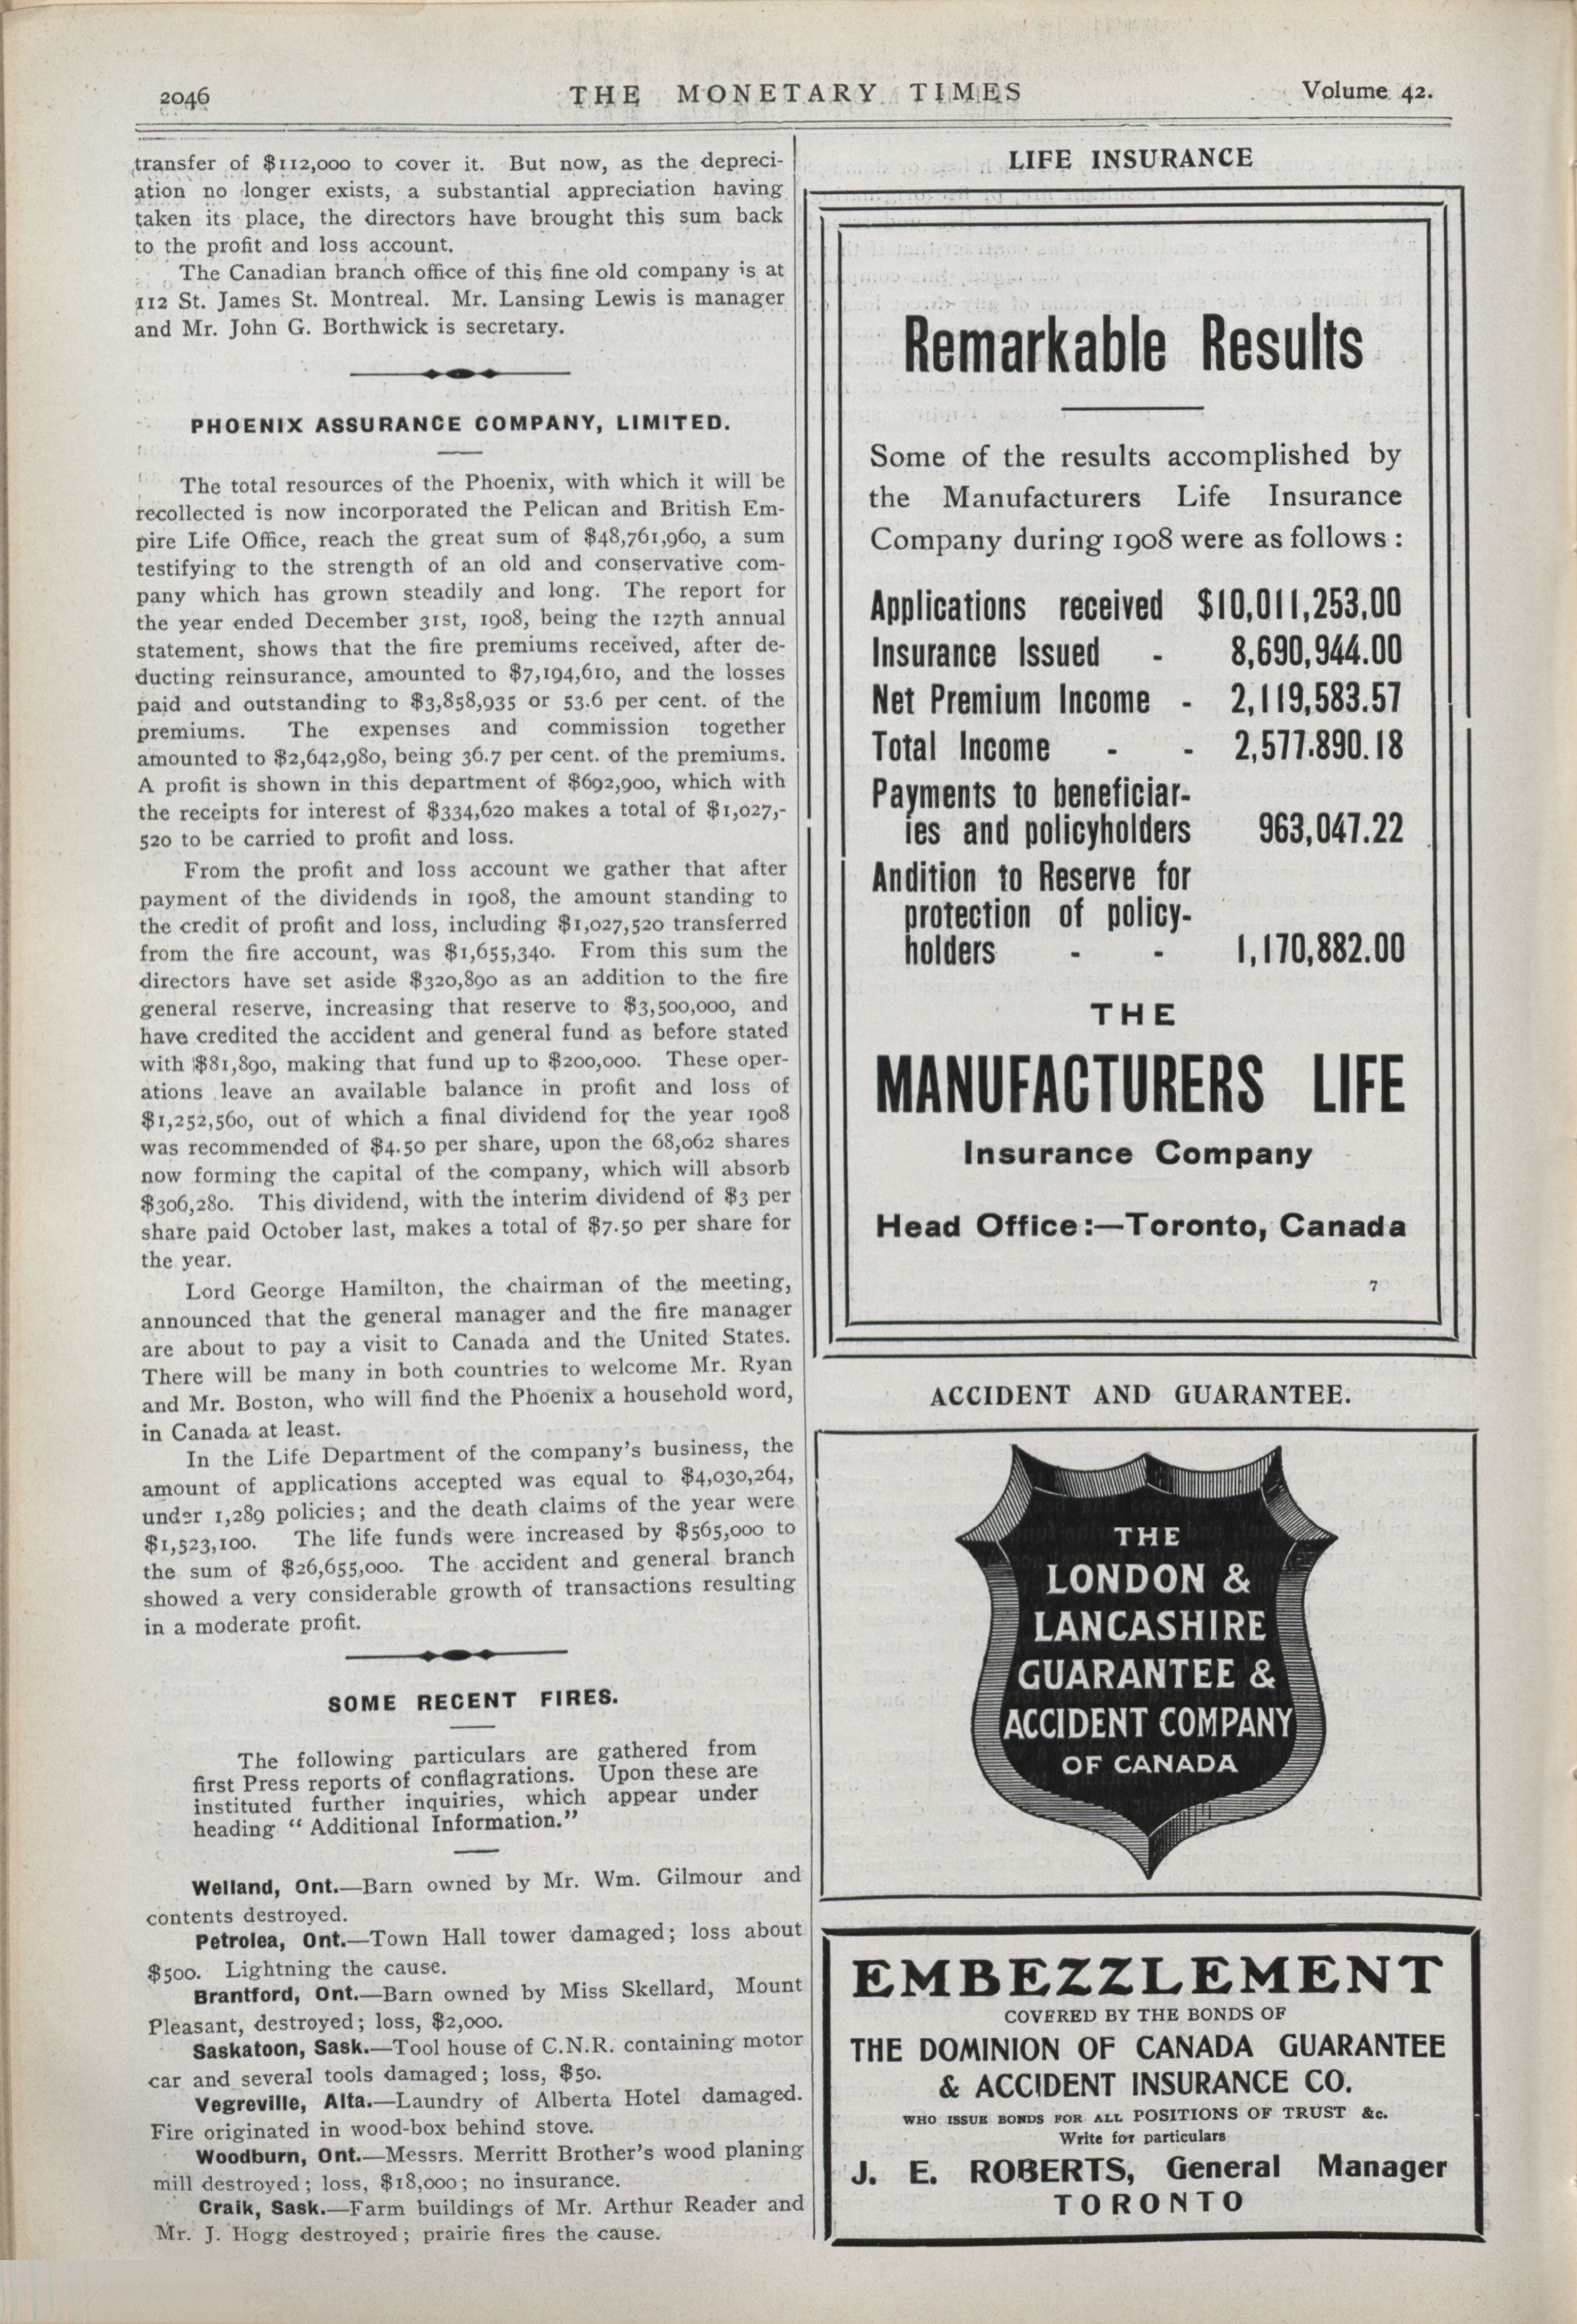 2046
THE MONETARY TIMES
Volume 42.
transfer of $112,000 to cover it. But now, as the depreci-
ation no longer exists, a substantial appreciation having
taken its place, the directors have brought this sum back
to the profit and loss account.
The Canadian branch office of this fine old company is at
112 St. James St. Montreal. Mr. Lansing Lewis is manager
and Mr. John G. Borthwick is secretary.
PHOENIX ASSURANCE COMPANY, LIMITED.
The total resources of the Phoenix, with which it will be
recollected is now incorporated the Pelican and British Em-
pire Life Office, reach the great sum of $48,761,960, a sum
testifying to the strength of an old and conservative com-
pany which has grown steadily and long. The report for
the year ended December 31st, 1908, being the 127th annual
statement, shows that the fire premiums received, after de-
ducting reinsurance, amounted to $7,194,610, and the losses
paid and outstanding to $3,858,935 or 53.6 per cent. of the
premiums. The expenses and commission together
amounted to $2,642,980, being 36.7 per cent. of the premiums.
A profit is shown in this department of $692,900, which with
the receipts for interest of $334,620 makes a total of $1,027,-
520 to be carried to profit and loss.
From the profit and loss account we gather that after
payment of the dividends in 1908, the amount standing to
the credit of profit and loss, including $1,027,520 transferred
from the fire account, was $1,655,340. From this sum the
directors have set aside $320,890 as an addition to the fire
general reserve, increasing that reserve to $3,500,000, and
have credited the accident and general fund as before stated
with $81,890, making that fund up to $200,000. These oper-
ations leave an available balance in profit and loss of
$1,252,560, out of which a final dividend for the year 1908
was recommended of $4.50 per share, upon the 68,062 shares
now forming the capital of the company, which will absorb
$306,280. This dividend, with the interim dividend of $3 per
share paid October last, makes a total of $7.50 per share for
the year.
Lord George Hamilton, the chairman of the meeting,
announced that the general manager and the fire manager
are about to pay a visit to Canada and the United States.
There will be many in both countries to welcome Mr. Ryan
and Mr. Boston, who will find the Phoenix a household word,
in Canada at least.
In the Life Department of the company's business, the
amount of applications accepted was equal to $4,030,264,
under 1,289 policies; and the death claims of the year were
$1,523,100. The life funds were increased by $565,000 to
the sum of $26,655,000. The accident and general branch
showed a very considerable growth of transactions resulting
in a moderate profit.
SOME RECENT FIRES.
The following particulars are gathered from
first Press reports of conflagrations. Upon these are
instituted further inquiries, which appear under
heading "Additional Information."
Welland, Ont.—Barn owned by Mr. Wm. Gilmour and
contents destroyed.
Petrolea, Ont.—Town Hall tower damaged; loss about
$500. Lightning the cause.
Brantford, Ont.—Barn owned by Miss Skellard, Mount
Pleasant, destroyed; loss, $2,000.
Saskatoon, Sask.—Tool house of C.N.R. containing motor
car and several tools damaged; loss, $50.
Vegreville, Alta.—Laundry of Alberta Hotel damaged.
Fire originated in wood-box behind stove.
Woodburn, Ont.—Messrs. Merritt Brother's wood planing
mill destroyed; loss, $18,000; no insurance.
Craik, Sask.—Farm buildings of Mr. Arthur Reader and
Mr. J. Hogg destroyed; prairie fires the cause.
LIFE INSURANCE
Remarkable Results
Some of the results accomplished by
the Manufacturers Life Insurance
Company during 1908 were as follows:
Applications received $10,011,253,00
Insurance Issued - 8,690,944.00
Net Premium Income - 2,119,583.57
Total Income - - 2,577.890.18
Payments to beneficiar-
ies and policyholders 963,047.22
Andition to Reserve for
protection of policy-
holders - - 1,170,882.00
THE
MANUFACTURERS LIFE
Insurance Company
Head Office:—Toronto, Canada
7
ACCIDENT AND GUARANTEE.
THE
LONDON &
LANCASHIRE
GUARANTEE &
ACCIDENT COMPANY
OF CANADA
EMBEZZLEMENT
COVERED BY THE BONDS OF
THE DOMINION OF CANADA GUARANTEE
& ACCIDENT INSURANCE CO.
WHO ISSUE BONDS FOR ALL POSITIONS OF TRUST &c.
Write for particulars
J. E. ROBERTS, General Manager
TORONTO